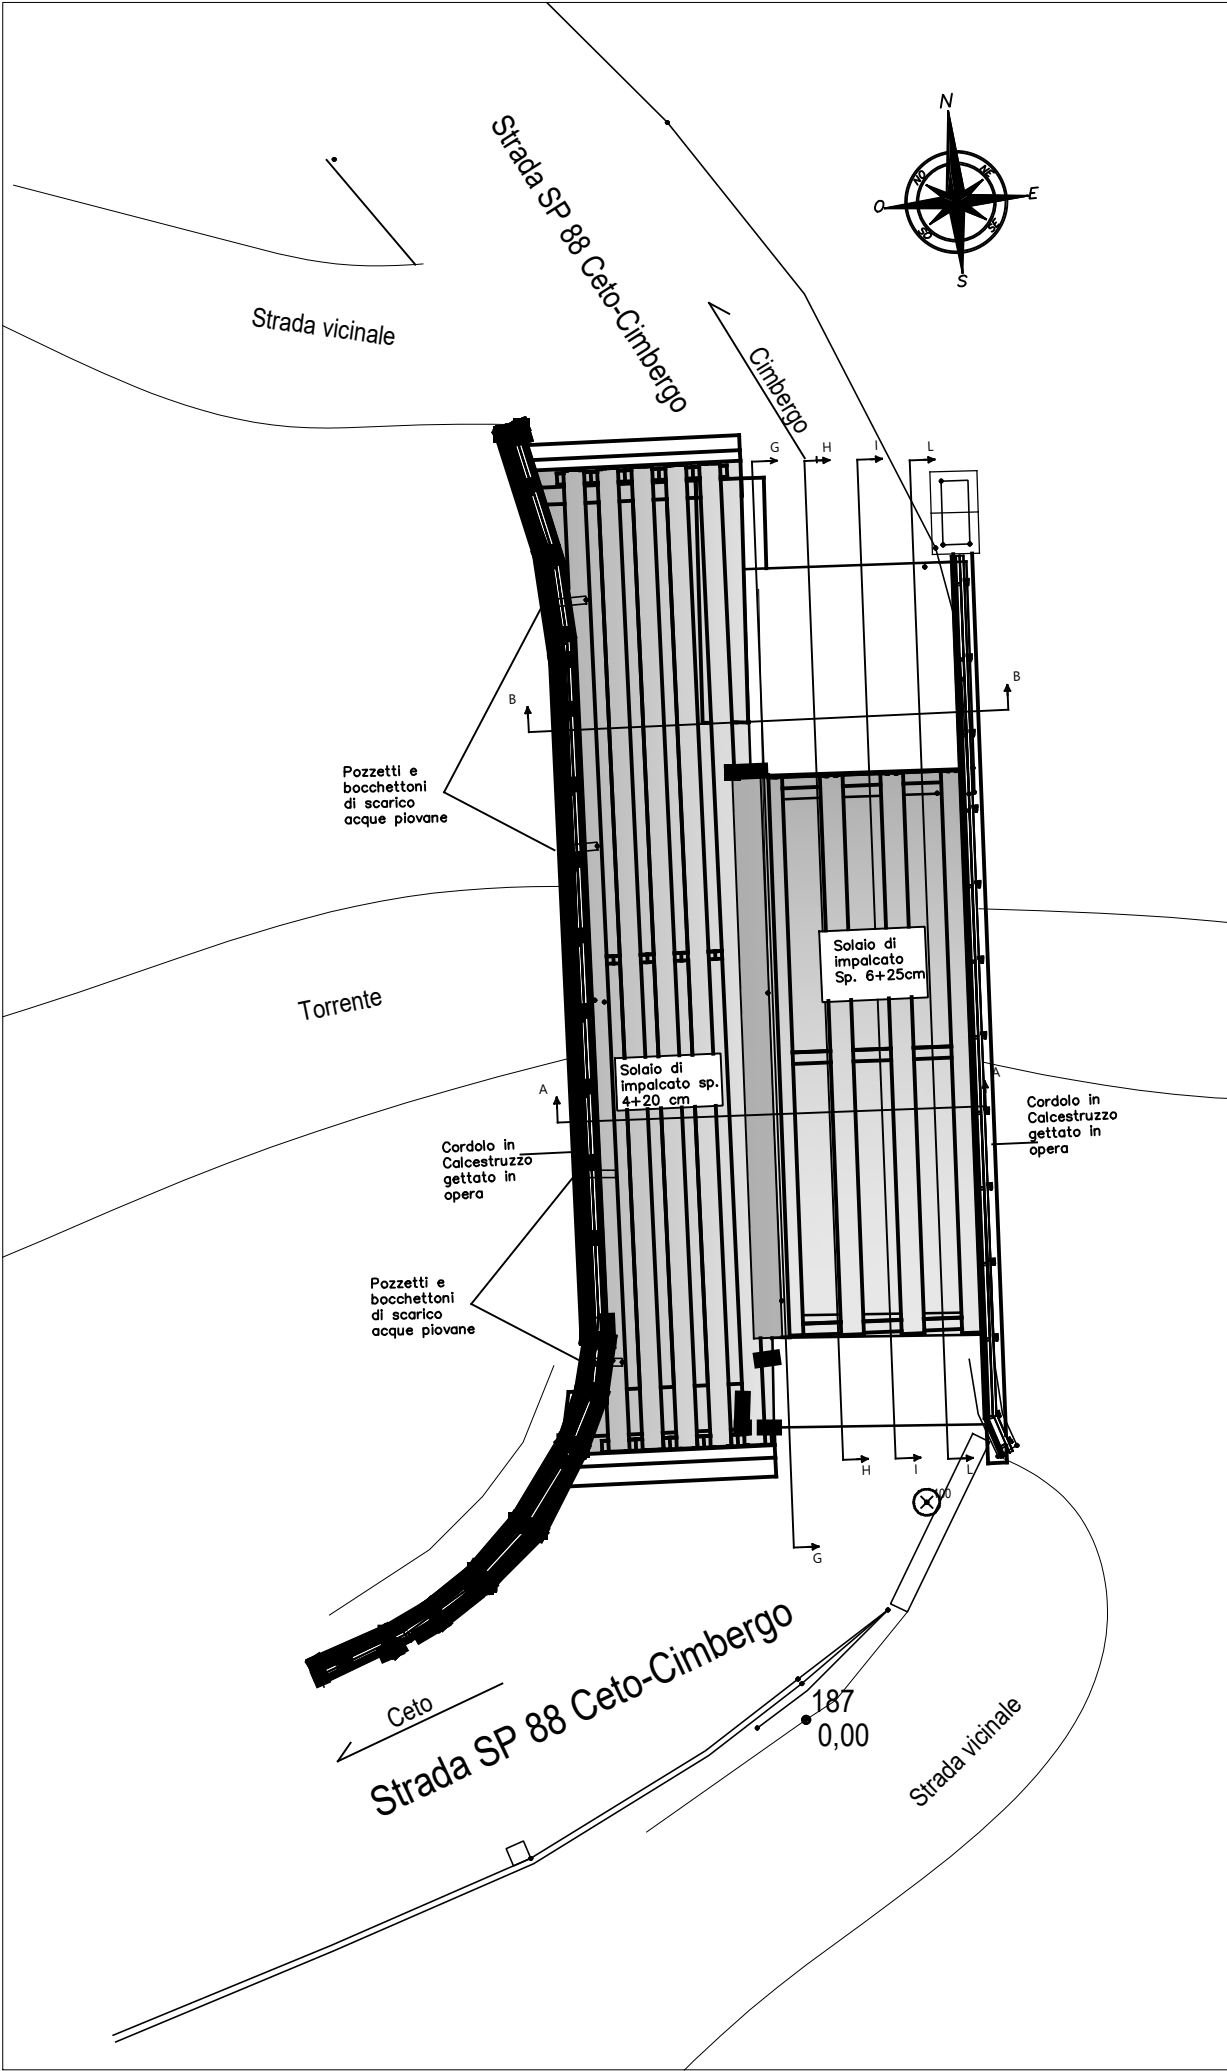 N
NO
NE
O
E
SO
SE
S
Strada SP 88 Ceto-Cimbergo
Strada vicinale
Cimbergo
G
H
I
L
B
B
Pozzetti e
bocchettoni
di scarico
acque piovane
Solaio di
impalcato
Sp. 6+25cm
Torrente
Solaio di
impalcato sp.
4+20 cm
A
A
Cordolo in
Calcestruzzo
gettato in
opera
Cordolo in
Calcestruzzo
gettato in
opera
Pozzetti e
bocchettoni
di scarico
acque piovane
H
I
L
100
G
Strada SP 88 Ceto-Cimbergo
Ceto
187
0,00
Strada vicinale